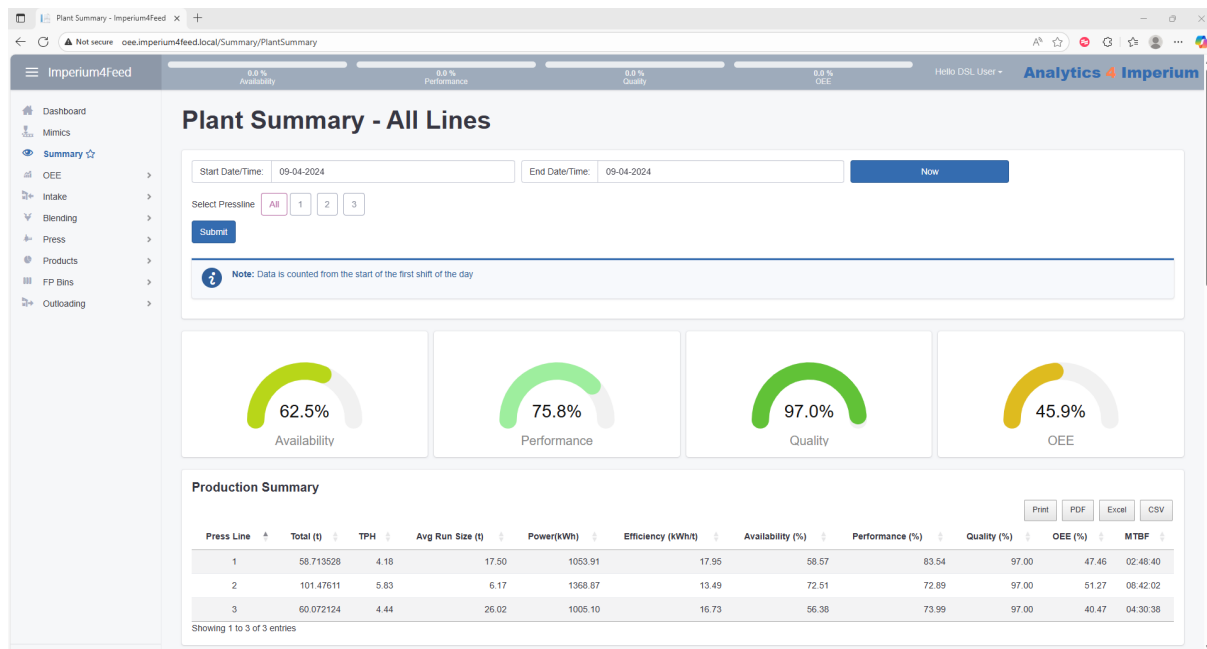 Plant Summary - Imperium4Feed
Not secure oee.imperium4feed.local/Summary/PlantSummary
Imperium4Feed
0.0 % 0.0 % 0.0 % 0.0 %
Availability Performance Quality OEE
Hello DSL User
Analytics 4 Imperium
Dashboard
Mimics
Summary
OEE
Intake
Blending
Press
Products
FP Bins
Outloading
Plant Summary - All Lines
Start Date/Time: 09-04-2024 End Date/Time: 09-04-2024 Now
Select Pressline All 1 2 3
Submit
Note: Data is counted from the start of the first shift of the day
62.5% 75.8% 97.0% 45.9%
Availability Performance Quality OEE
Production Summary
Print PDF Excel CSV
Press Line Total (t) TPH Avg Run Size (t) Power(kWh) Efficiency (kWh/t) Availability (%) Performance (%) Quality (%) OEE (%) MTBF
1 58.713528 4.18 17.50 1053.91 17.95 58.57 83.54 97.00 47.46 02:48:40
2 101.47611 5.83 6.17 1368.87 13.49 72.51 72.89 97.00 51.27 08:42:02
3 60.072124 4.44 26.02 1005.10 16.73 56.38 73.99 97.00 40.47 04:30:38
Showing 1 to 3 of 3 entries